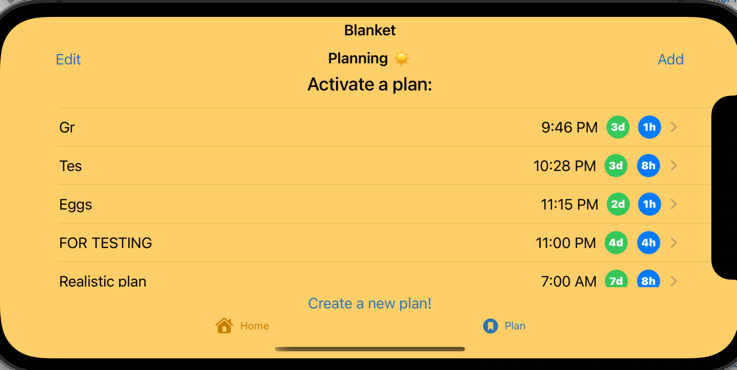 Blanket
Edit Planning Add
Activate a plan:
Gr 9:46 PM 3d 1h
Tes 10:28 PM 3d 8h
Eggs 11:15 PM 2d 1h
FOR TESTING 11:00 PM 4d 4h
Realistic plan 7:00 AM 7d 8h
Create a new plan!
Home Plan